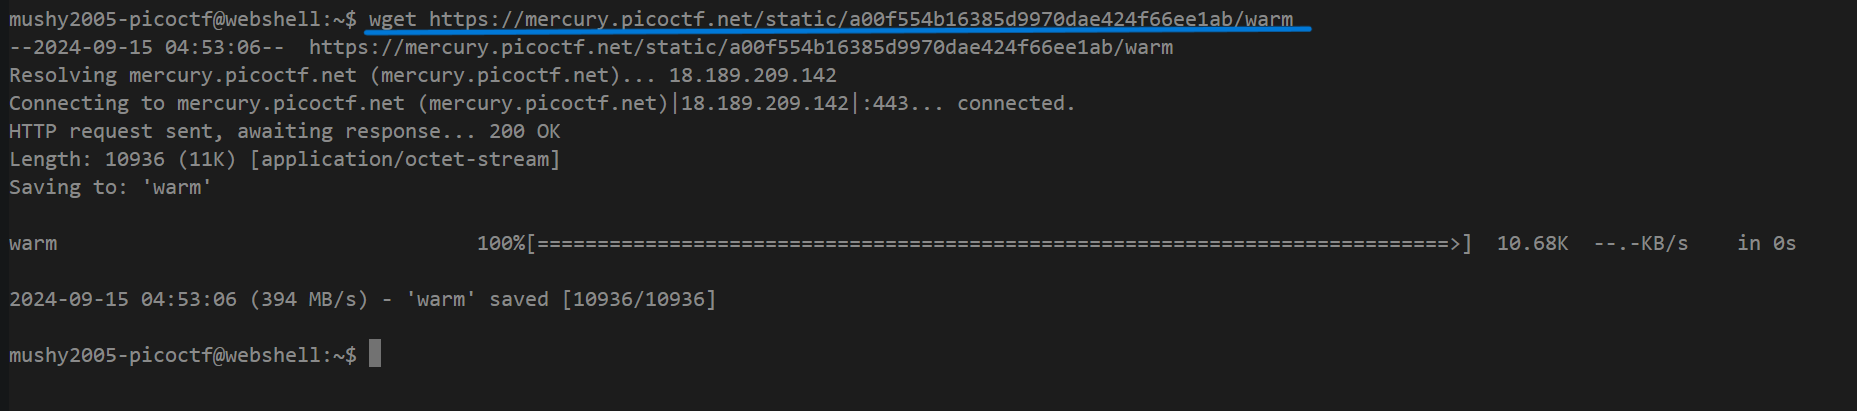 mushy2005-picoctf@webshell:~$ wget https://mercury.picoctf.net/static/a00f554b16385d9970dae424f66ee1ab/warm
--2024-09-15 04:53:06--  https://mercury.picoctf.net/static/a00f554b16385d9970dae424f66ee1ab/warm
Resolving mercury.picoctf.net (mercury.picoctf.net)... 18.189.209.142
Connecting to mercury.picoctf.net (mercury.picoctf.net)|18.189.209.142|:443... connected.
HTTP request sent, awaiting response... 200 OK
Length: 10936 (11K) [application/octet-stream]
Saving to: 'warm'
warm                                   100%[============================================================================>]  10.68K  --.-KB/s    in 0s
2024-09-15 04:53:06 (394 MB/s) - 'warm' saved [10936/10936]
mushy2005-picoctf@webshell:~$